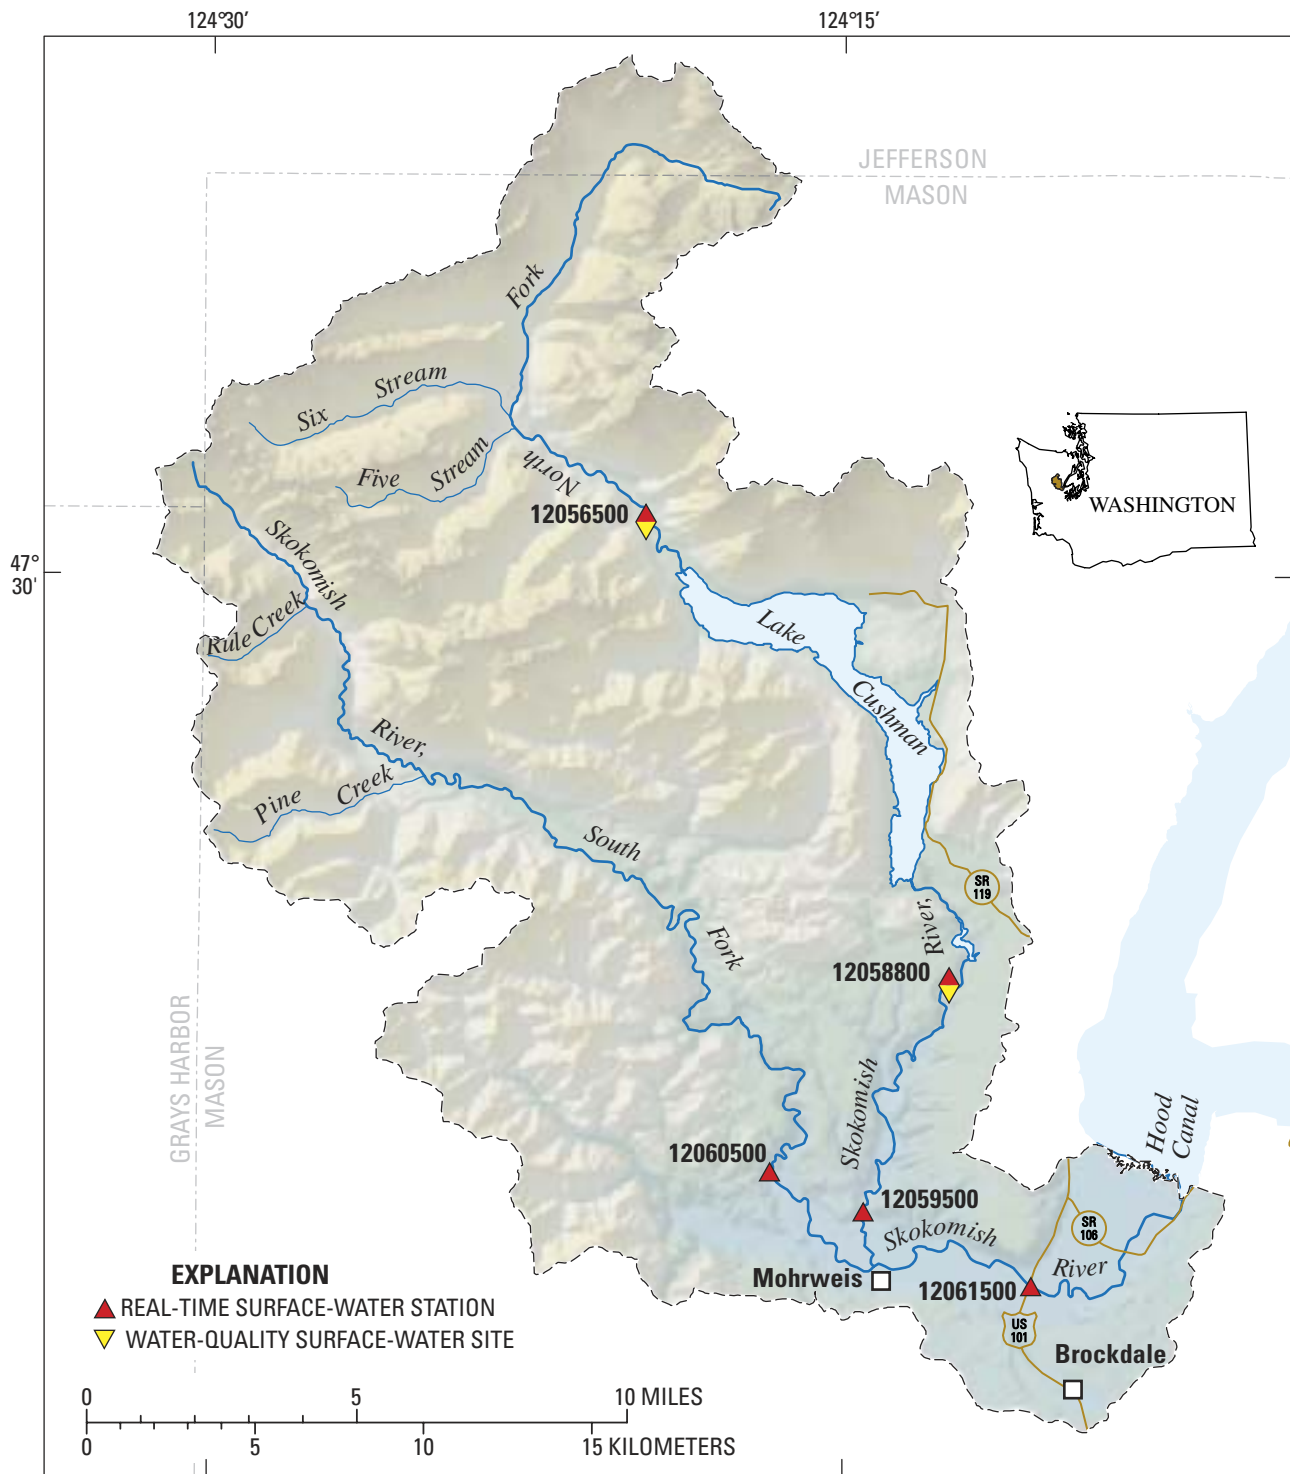 124°30'
124°15'
JEFFERSON
MASON
Fork
Six Stream
Five Stream
North
12056500
WASHINGTON
47°
30'
Skokomish
Rule Creek
Lake
Cushman
River,
Pine Creek
South
SR
119
Fork
River,
12058800
GRAYS HARBOR
MASON
Skokomish
Hood
Canal
12060500
12059500
Skokomish
SR
106
River
Mohrweis
12061500
US
101
Brockdale
EXPLANATION
REAL-TIME SURFACE-WATER STATION
WATER-QUALITY SURFACE-WATER SITE
0 5 10 MILES
0 5 10 15 KILOMETERS